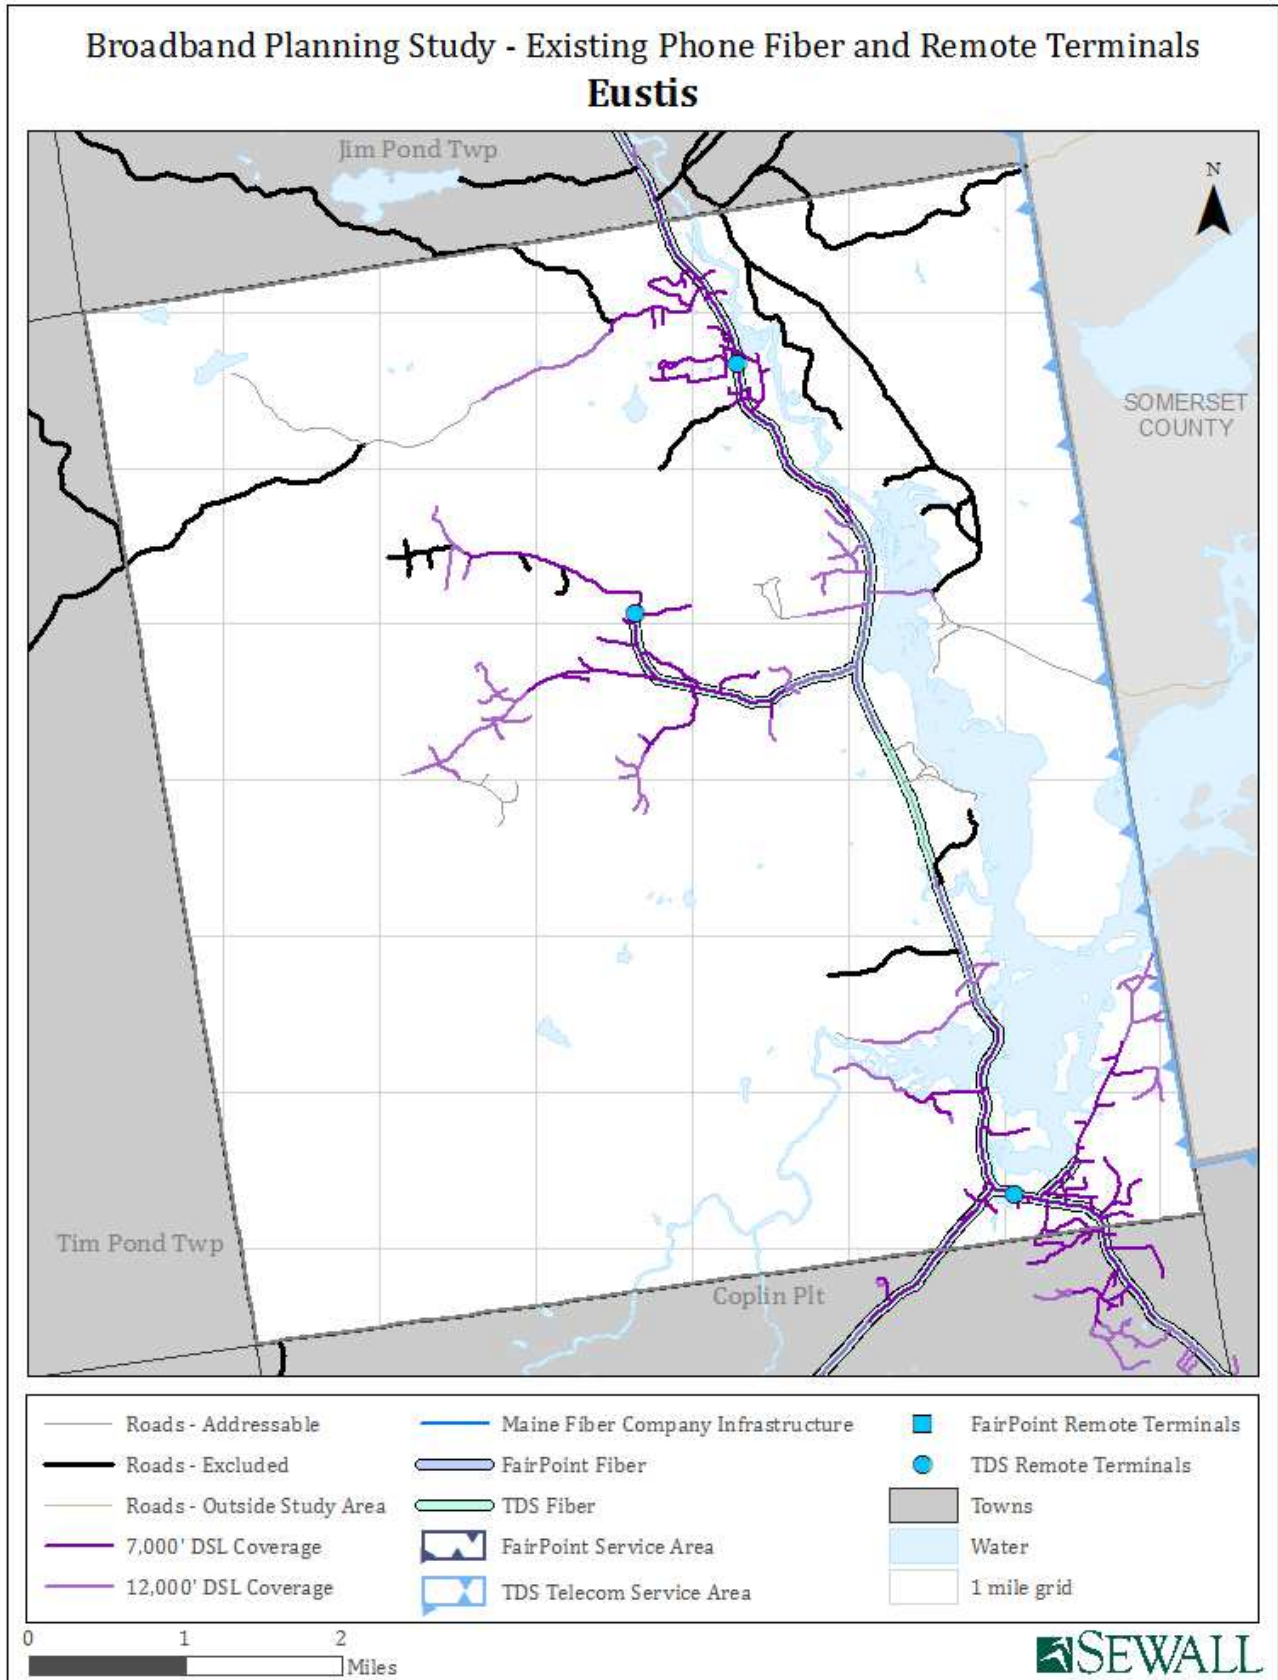 Broadband Planning Study - Existing Phone Fiber and Remote Terminals
Eustis
Jim Pond Twp
N
SOMERSET
COUNTY
Tim Pond Twp
Coplin Plt
Roads - Addressable
Roads - Excluded
Roads - Outside Study Area
7,000' DSL Coverage
12,000' DSL Coverage
Maine Fiber Company Infrastructure
FairPoint Fiber
TDS Fiber
FairPoint Service Area
TDS Telecom Service Area
FairPoint Remote Terminals
TDS Remote Terminals
Towns
Water
1 mile grid
0 1 2
Miles
SEWALL